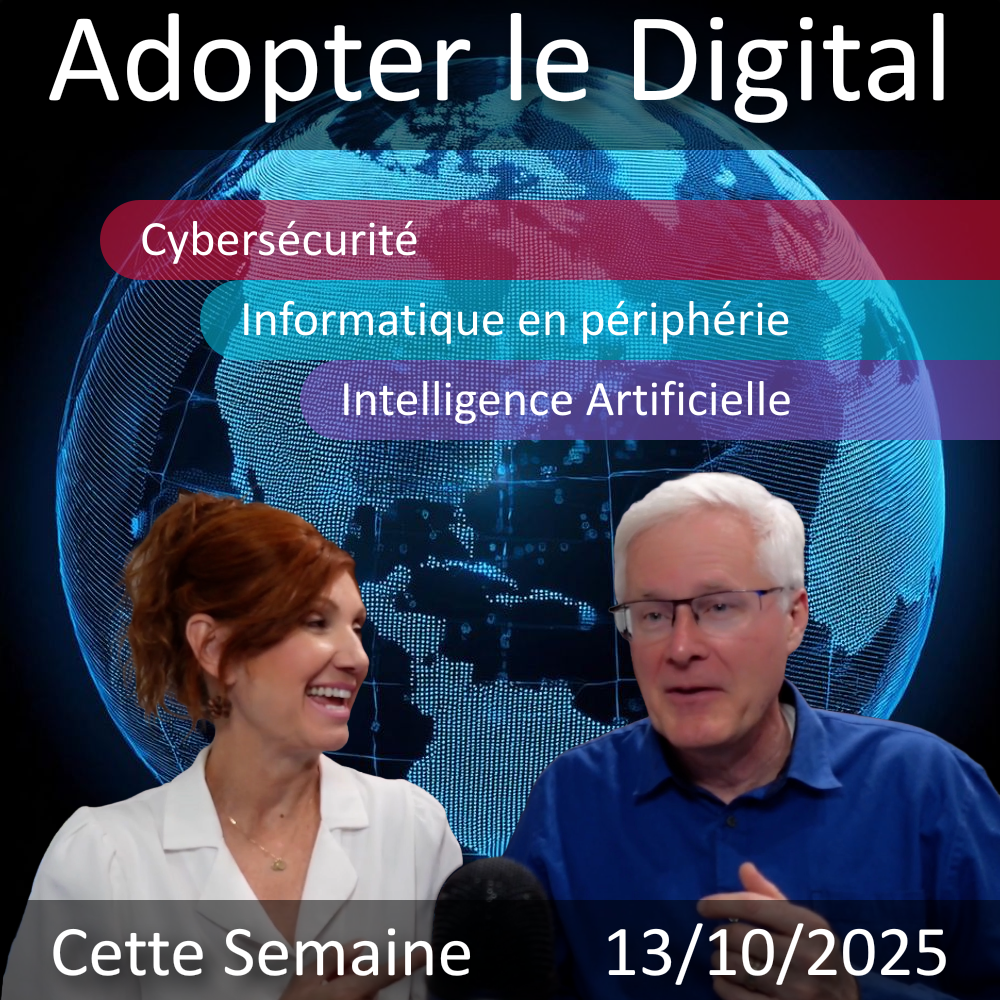 Adopter le Digital
Cybersécurité
Informatique en périphérie
Intelligence Artificielle
Cette Semaine 13/10/2025